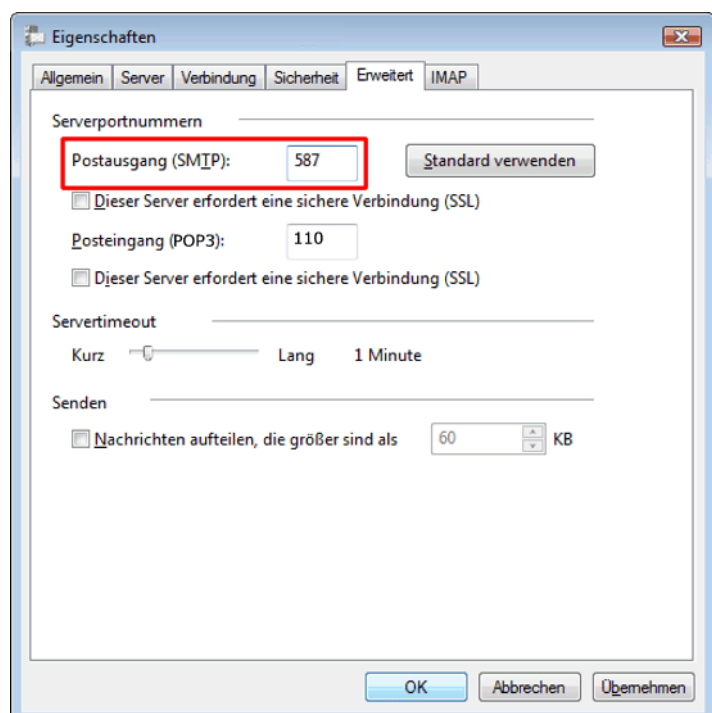 Eigenschaften
Allgemein Server Verbindung Sicherheit Erweitert IMAP
Serverportnummern
Postausgang (SMTP): 587 Standard verwenden
Dieser Server erfordert eine sichere Verbindung (SSL)
Posteingang (POP3): 110
Dieser Server erfordert eine sichere Verbindung (SSL)
Servertimeout
Kurz Lang 1 Minute
Senden
Nachrichten aufteilen, die größer sind als 60 KB
OK Abbrechen Übernehmen